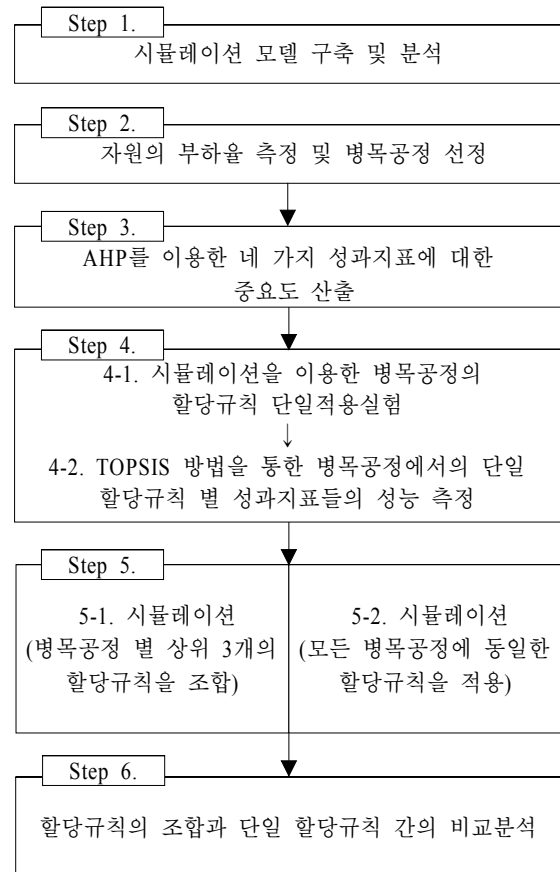 Step 1.
시뮬레이션 모델 구축 및 분석
Step 2.
자원의 부하율 측정 및 병목공정 선정
Step 3.
AHP를 이용한 네 가지 성과지표에 대한
중요도 산출
Step 4.
4-1. 시뮬레이션을 이용한 병목공정의
할당규칙 단일적용실험
↓
4-2. TOPSIS 방법을 통한 병목공정에서의 단일
할당규칙 별 성과지표들의 성능 측정
Step 5.
5-1. 시뮬레이션
(병목공정 별 상위 3개의
할당규칙을 조합)
5-2. 시뮬레이션
(모든 병목공정에 동일한
할당규칙을 적용)
Step 6.
할당규칙의 조합과 단일 할당규칙 간의 비교분석